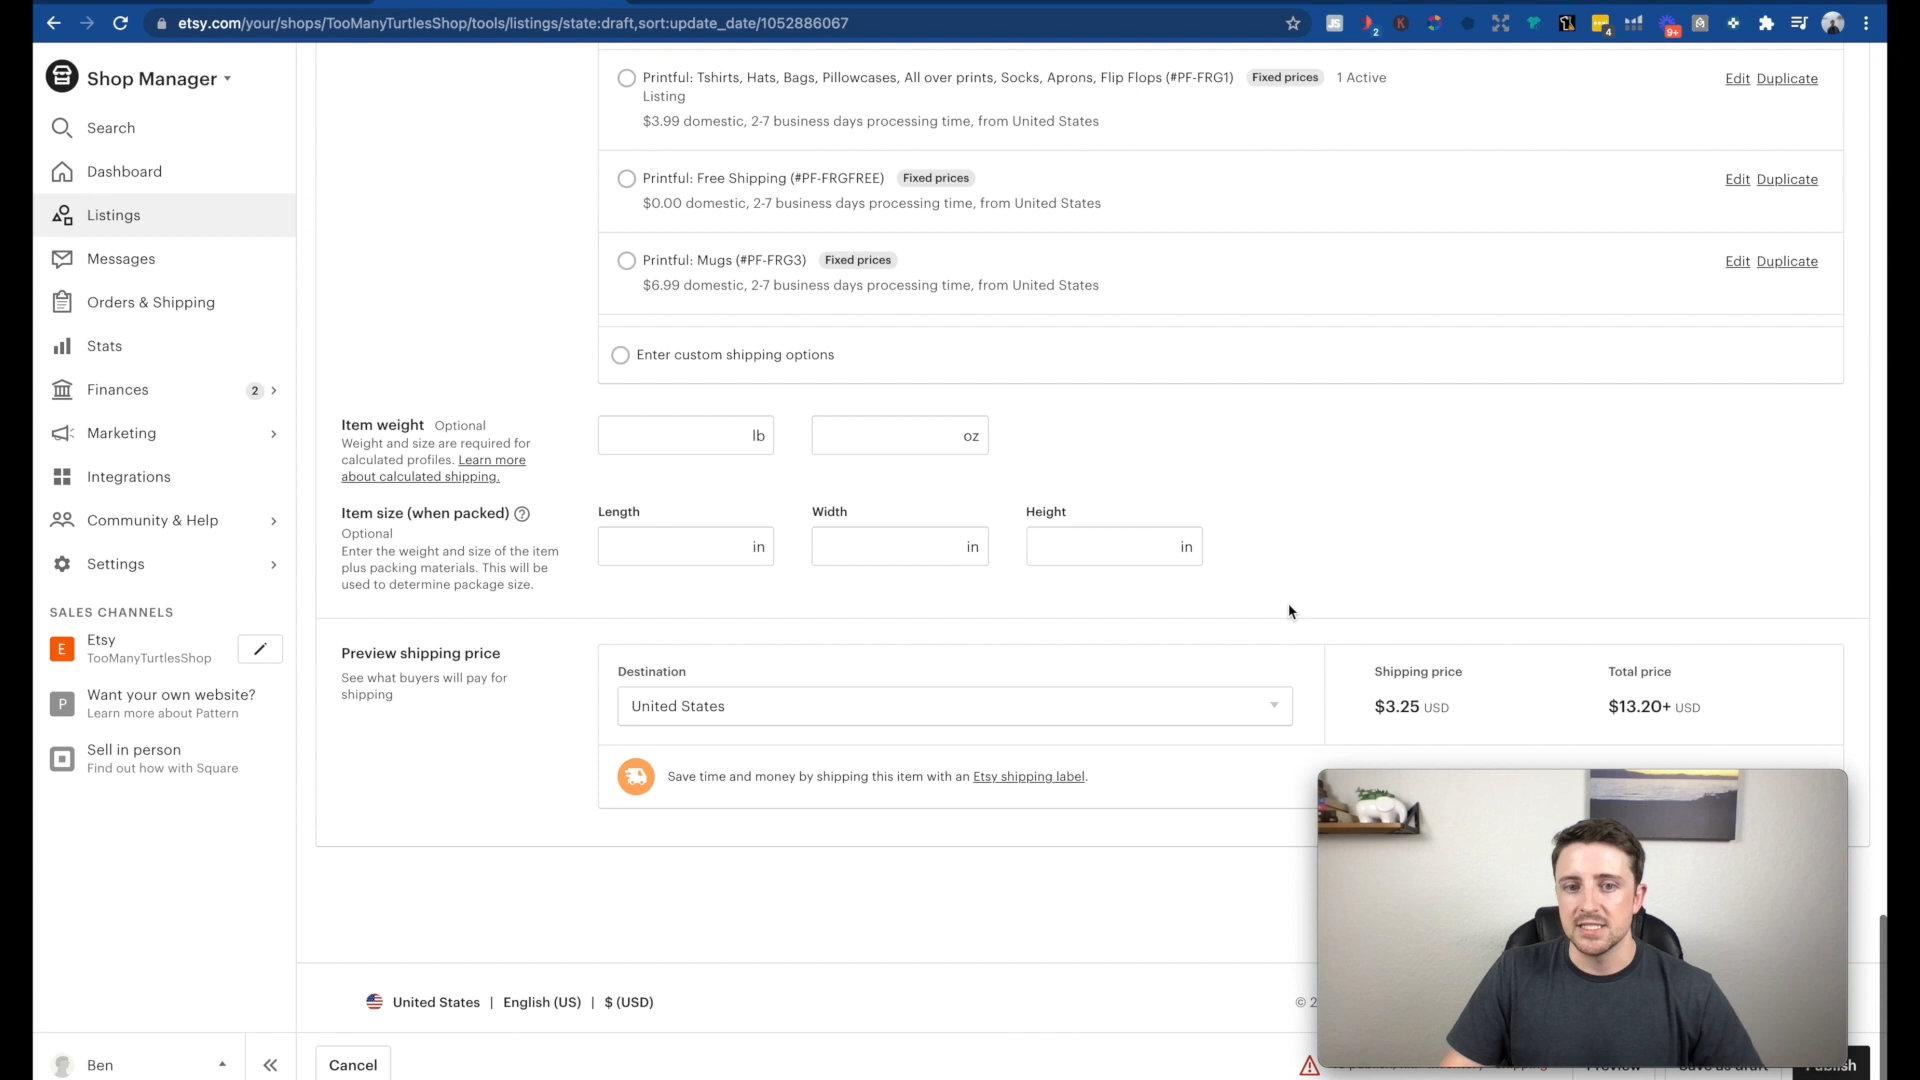 etsy.com/your/shops/TooManyTurtlesShop/tools/listings/state:draft,sort:update_date/1052886067
JS
2
K
4
9+
Shop Manager
Search
Dashboard
Listings
Messages
Orders & Shipping
Stats
Finances 2
Marketing
Integrations
Community & Help
Settings
SALES CHANNELS
E
Etsy
TooManyTurtlesShop
P
Want your own website?
Learn more about Pattern
Sell in person
Find out how with Square
Ben
Printful: Tshirts, Hats, Bags, Pillowcases, All over prints, Socks, Aprons, Flip Flops (#PF-FRG1) Fixed prices 1 Active
Listing
$3.99 domestic, 2-7 business days processing time, from United States
Edit Duplicate
Printful: Free Shipping (#PF-FRGFREE) Fixed prices
$0.00 domestic, 2-7 business days processing time, from United States
Edit Duplicate
Printful: Mugs (#PF-FRG3) Fixed prices
$6.99 domestic, 2-7 business days processing time, from United States
Edit Duplicate
Enter custom shipping options
Item weight Optional
Weight and size are required for
calculated profiles. Learn more
about calculated shipping.
lb
oz
Item size (when packed) ?
Optional
Enter the weight and size of the item
plus packing materials. This will be
used to determine package size.
Length Width Height
in in in
Preview shipping price
See what buyers will pay for
shipping
Destination
United States
Shipping price
$3.25 USD
Total price
$13.20+ USD
Save time and money by shipping this item with an Etsy shipping label.
United States | English (US) | $ (USD)
© 2
Cancel
Preview
Save as draft
Publish